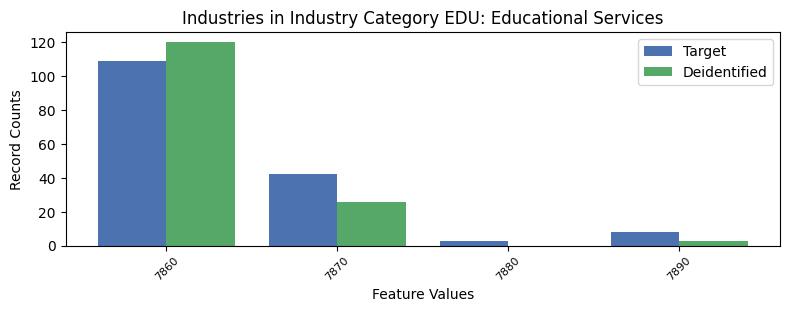 Industries in Industry Category EDU: Educational Services
Target
Deidentified
Record Counts
120
100
80
60
40
20
0
7860
7870
7880
7890
Feature Values